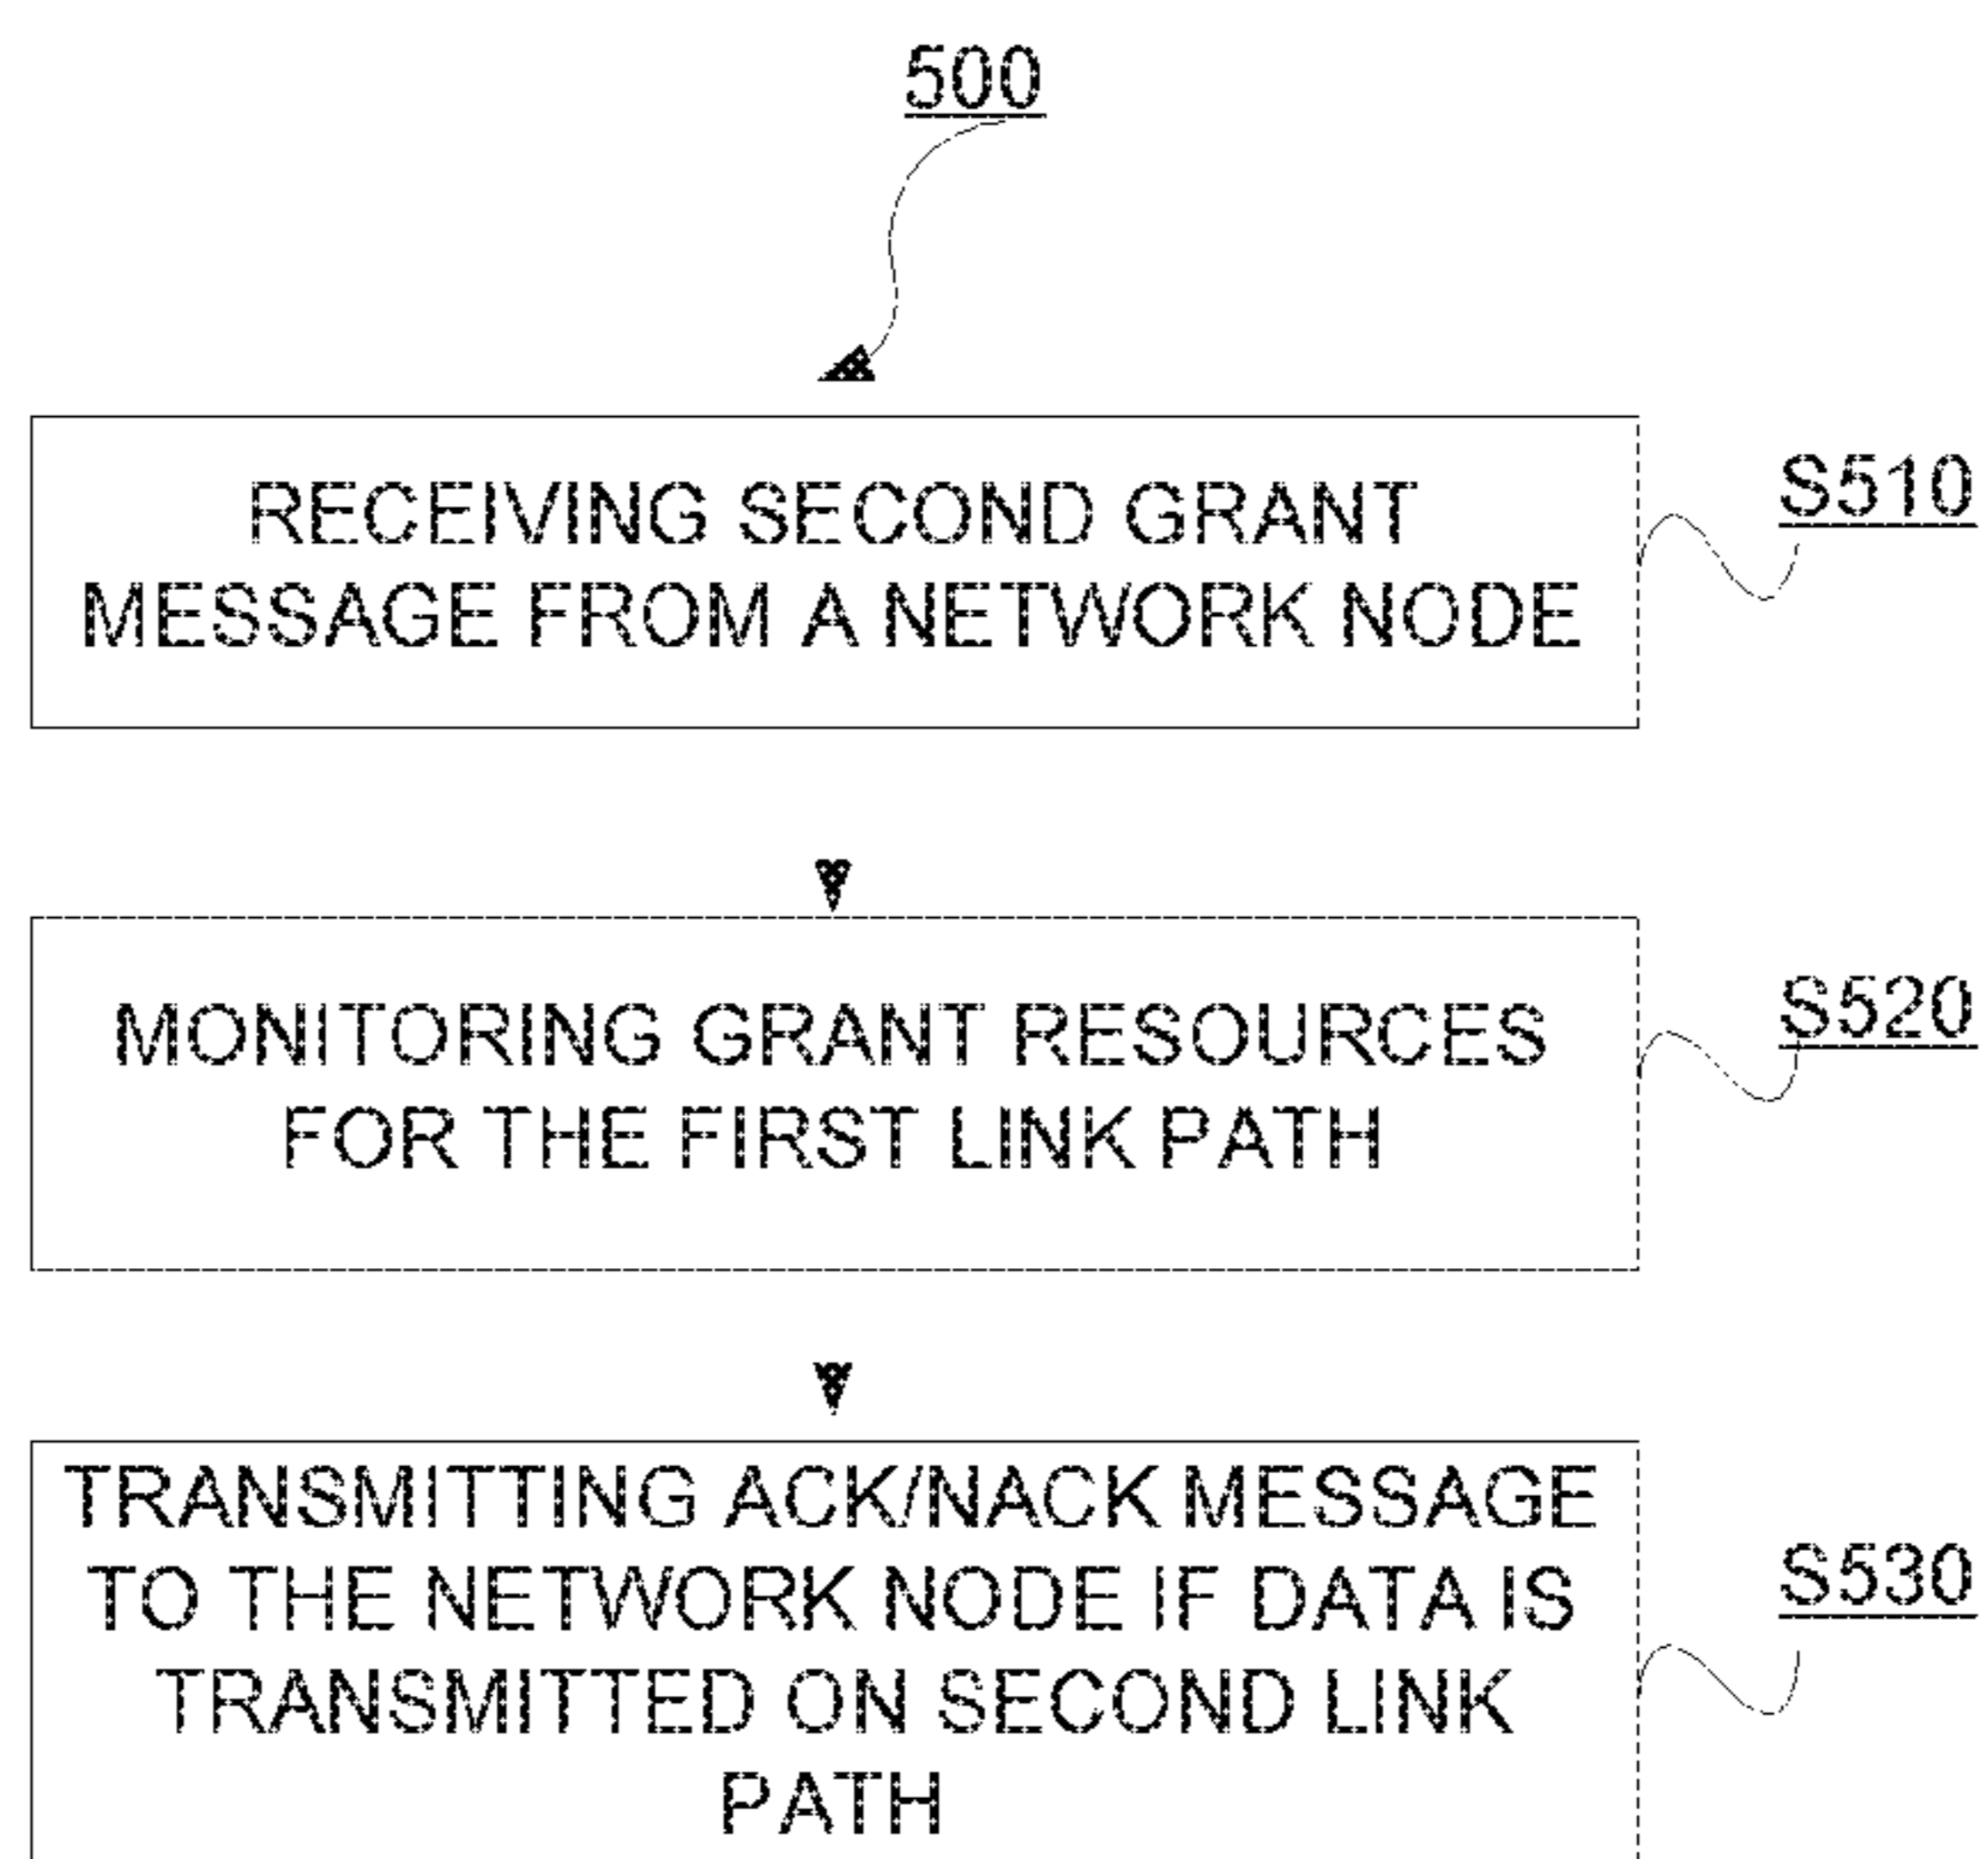 500
RECEIVING SECOND GRANT
MESSAGE FROM A NETWORK NODE
S510
MONITORING GRANT RESOURCES
FOR THE FIRST LINK PATH
S520
TRANSMITTING ACK/NACK MESSAGE
TO THE NETWORK NODE IF DATA IS
TRANSMITTED ON SECOND LINK
PATH
S530